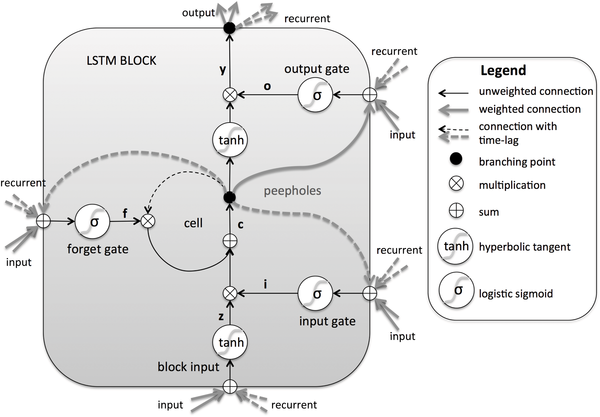 output
recurrent
LSTM BLOCK
y
output gate
recurrent
o
σ
input
tanh
peepholes
recurrent
f
σ
forget gate
input
cell
c
recurrent
i
σ
input gate
input
z
tanh
block input
input
recurrent
Legend
unweighted connection
weighted connection
connection with
time-lag
branching point
multiplication
sum
tanh
hyperbolic tangent
σ
logistic sigmoid